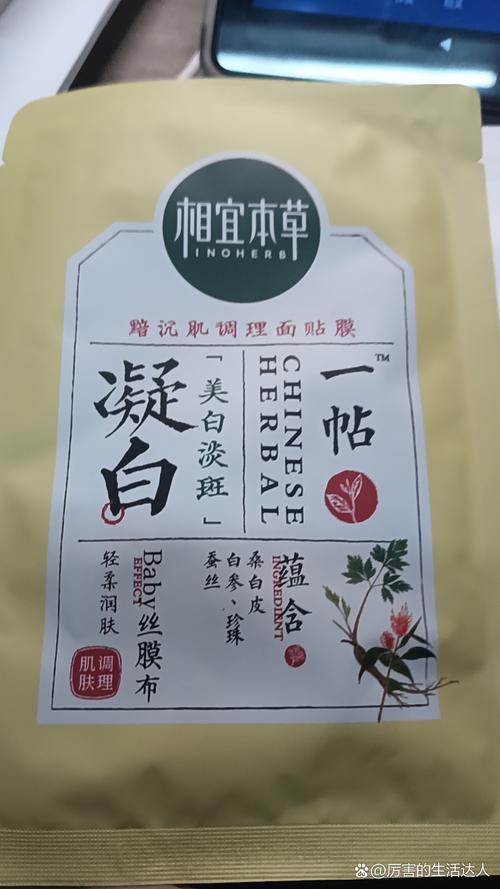 相宜本草
INOHERB
黯沉肌调理面贴膜
一帖™
CHINESE
HERBAL
「美白淡斑」
凝白
蕴含
INGREDIENT
桑白皮
白参、珍珠
蚕丝
Baby丝膜布
EFFECT
轻柔润肤
调理
肌肤
@厉害的生活达人